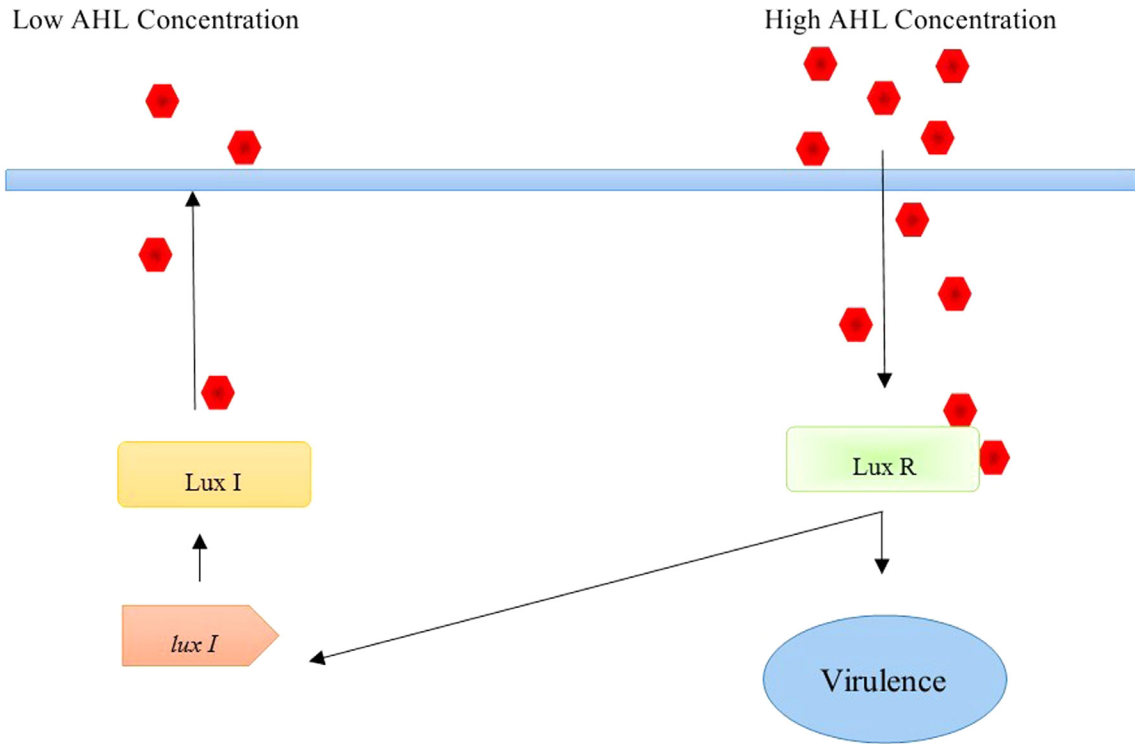 Low AHL Concentration
High AHL Concentration
Lux I
Lux R
lux I
Virulence